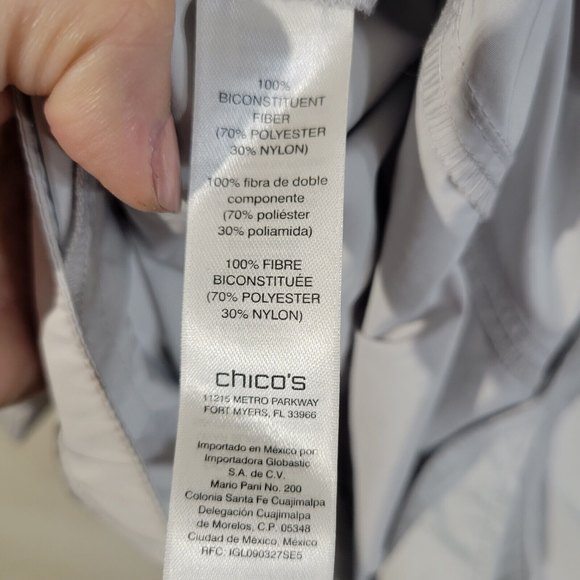 100%
BICONSTITUENT
FIBER
(70% POLYESTER
30% NYLON)
100% fibra de doble
componente
(70% poliéster
30% poliamida)
100% FIBRE
BICONSTITUÉE
(70% POLYESTER
30% NYLON)
chico's
11215 METRO PARKWAY
FORT MYERS, FL 33966
Importado en México por
Importadora Globastic
S.A. de C.V.
Mario Pani No. 200
Colonia Santa Fe Cuajimalpa
Delegación Cuajimalpa
de Morelos, C.P. 05348
Ciudad de México, México
RFC: IGL090327SE5